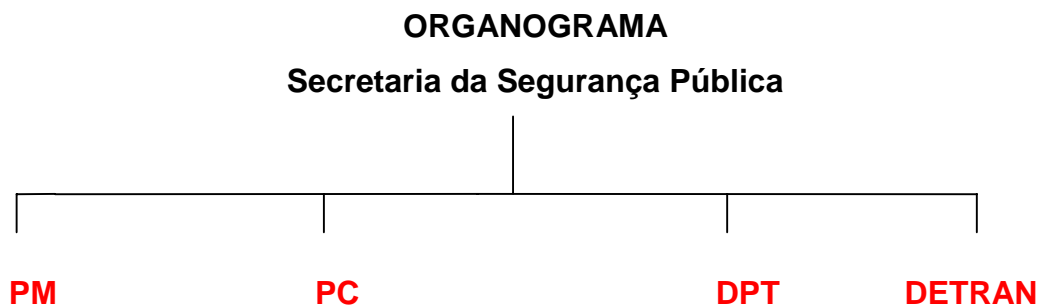 ORGANOGRAMA
Secretaria da Segurança Pública
PM PC DPT DETRAN